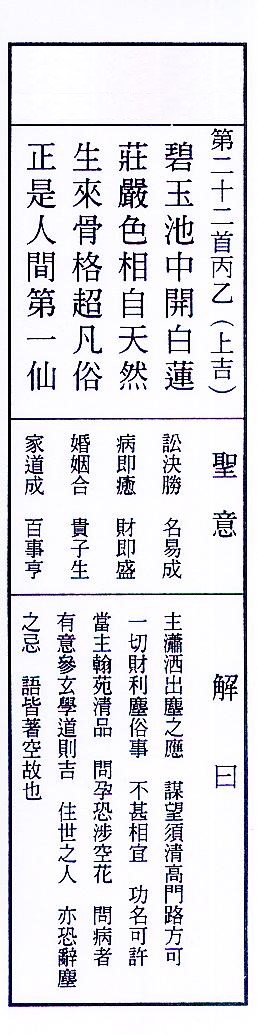 第二十二首丙乙（上吉）
碧玉池中開白蓮
莊嚴色相自天然
生來骨格超凡俗
正是人間第一仙
聖意
訟決勝　名易成
病即癒　財即盛
婚姻合　貴子生
家道成　百事亨
解曰
主瀟洒出塵之應　謀望須清高門路方可
一切財利塵俗事　不甚相宜　功名可許
當主翰苑清品　問孕恐涉空花　問病者
有意參玄學道則吉　住世之人　亦恐辭塵
之忌　語皆著空故也